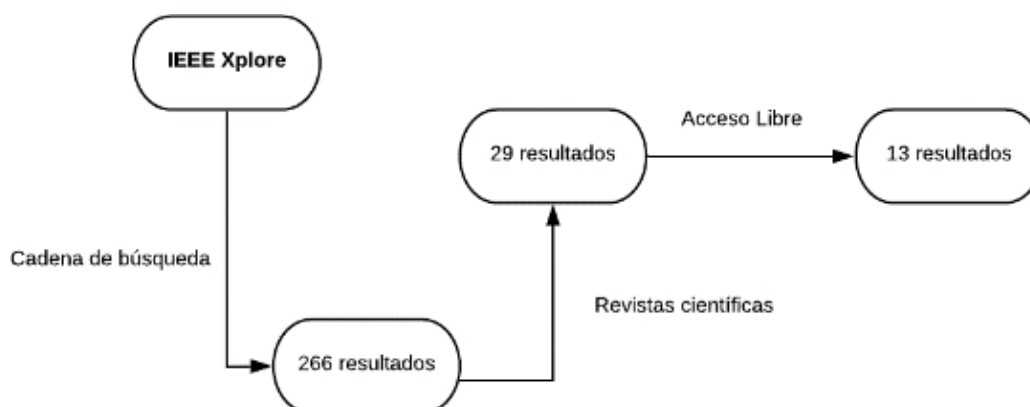 IEEE Xplore
Cadena de búsqueda
266 resultados
Revistas científicas
29 resultados
Acceso Libre
13 resultados